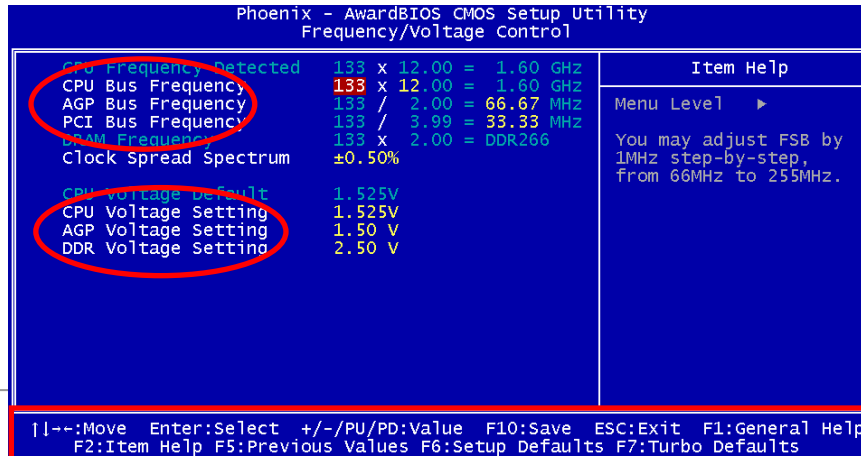 Phoenix - AwardBIOS CMOS Setup Utility
Frequency/Voltage Control
CPU Frequency Detected 133 x 12.00 = 1.60 GHz
CPU Bus Frequency 133 x 12.00 = 1.60 GHz
AGP Bus Frequency 133 / 2.00 = 66.67 MHz
PCI Bus Frequency 133 / 3.99 = 33.33 MHz
DRAM Frequency 133 x 2.00 = DDR266
Clock Spread Spectrum ±0.50%
CPU Voltage Default 1.525V
CPU Voltage Setting 1.525V
AGP Voltage Setting 1.50 V
DDR Voltage Setting 2.50 V
Item Help
Menu Level ▶
You may adjust FSB by
1MHz step-by-step,
from 66MHz to 255MHz.
↑↓→←:Move Enter:Select +/-/PU/PD:Value F10:Save ESC:Exit F1:General Help
F2:Item Help F5:Previous Values F6:Setup Defaults F7:Turbo Defaults